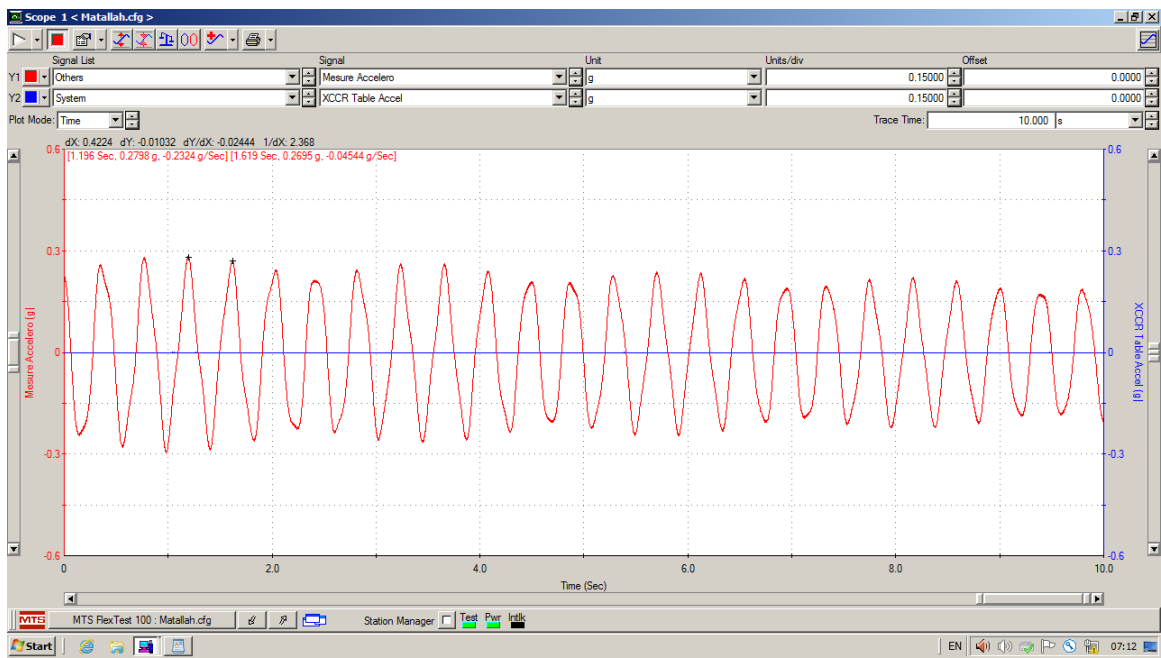 Scope 1 < Matallah.cfg >
Signal List Signal Unit Units/div Offset
Y1 Others Mesure Accelero g 0.15000 0.0000
Y2 System XCCR Table Accel g 0.15000 0.0000
Plot Mode: Time Trace Time: 10.000 s
dX: 0.4224 dY: -0.01032 dY/dX: -0.02444 1/dX: 2.368
[1.196 Sec, 0.2798 g, -0.2324 g/Sec] [1.619 Sec, 0.2695 g, -0.04544 g/Sec]
0.6 0.6
0.3 0.3
Mesure Accelero (g)
XCCR Table Accel (g)
0 0
-0.3 -0.3
-0.6 -0.6
0 2.0 4.0 6.0 8.0 10.0
Time (Sec)
MTS MTS FlexTest 100 : Matallah.cfg Station Manager Test Pwr Intlk
Start EN 07:12